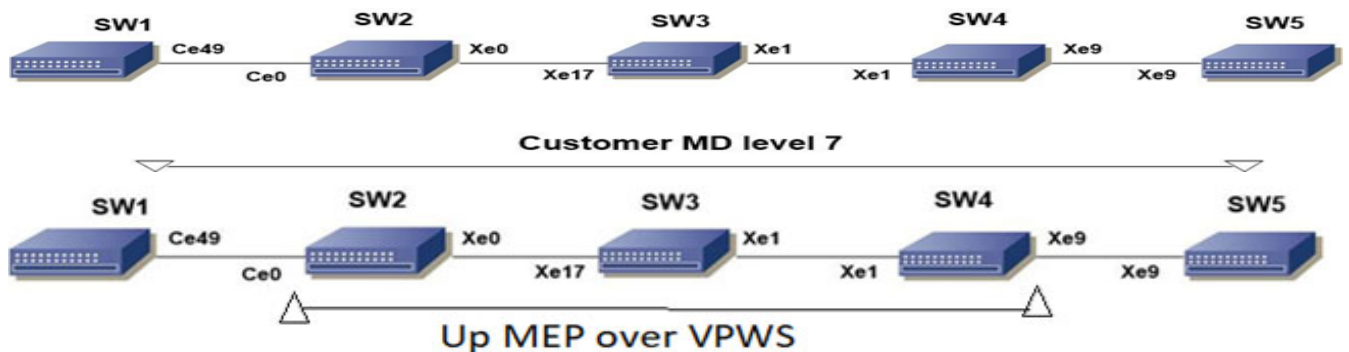 SW1 SW2 SW3 SW4 SW5
Ce49 Xe0 Xe1 Xe9
Ce0 Xe17 Xe1 Xe9
Customer MD level 7
SW1 SW2 SW3 SW4 SW5
Ce49 Xe0 Xe1 Xe9
Ce0 Xe17 Xe1 Xe9
Up MEP over VPWS